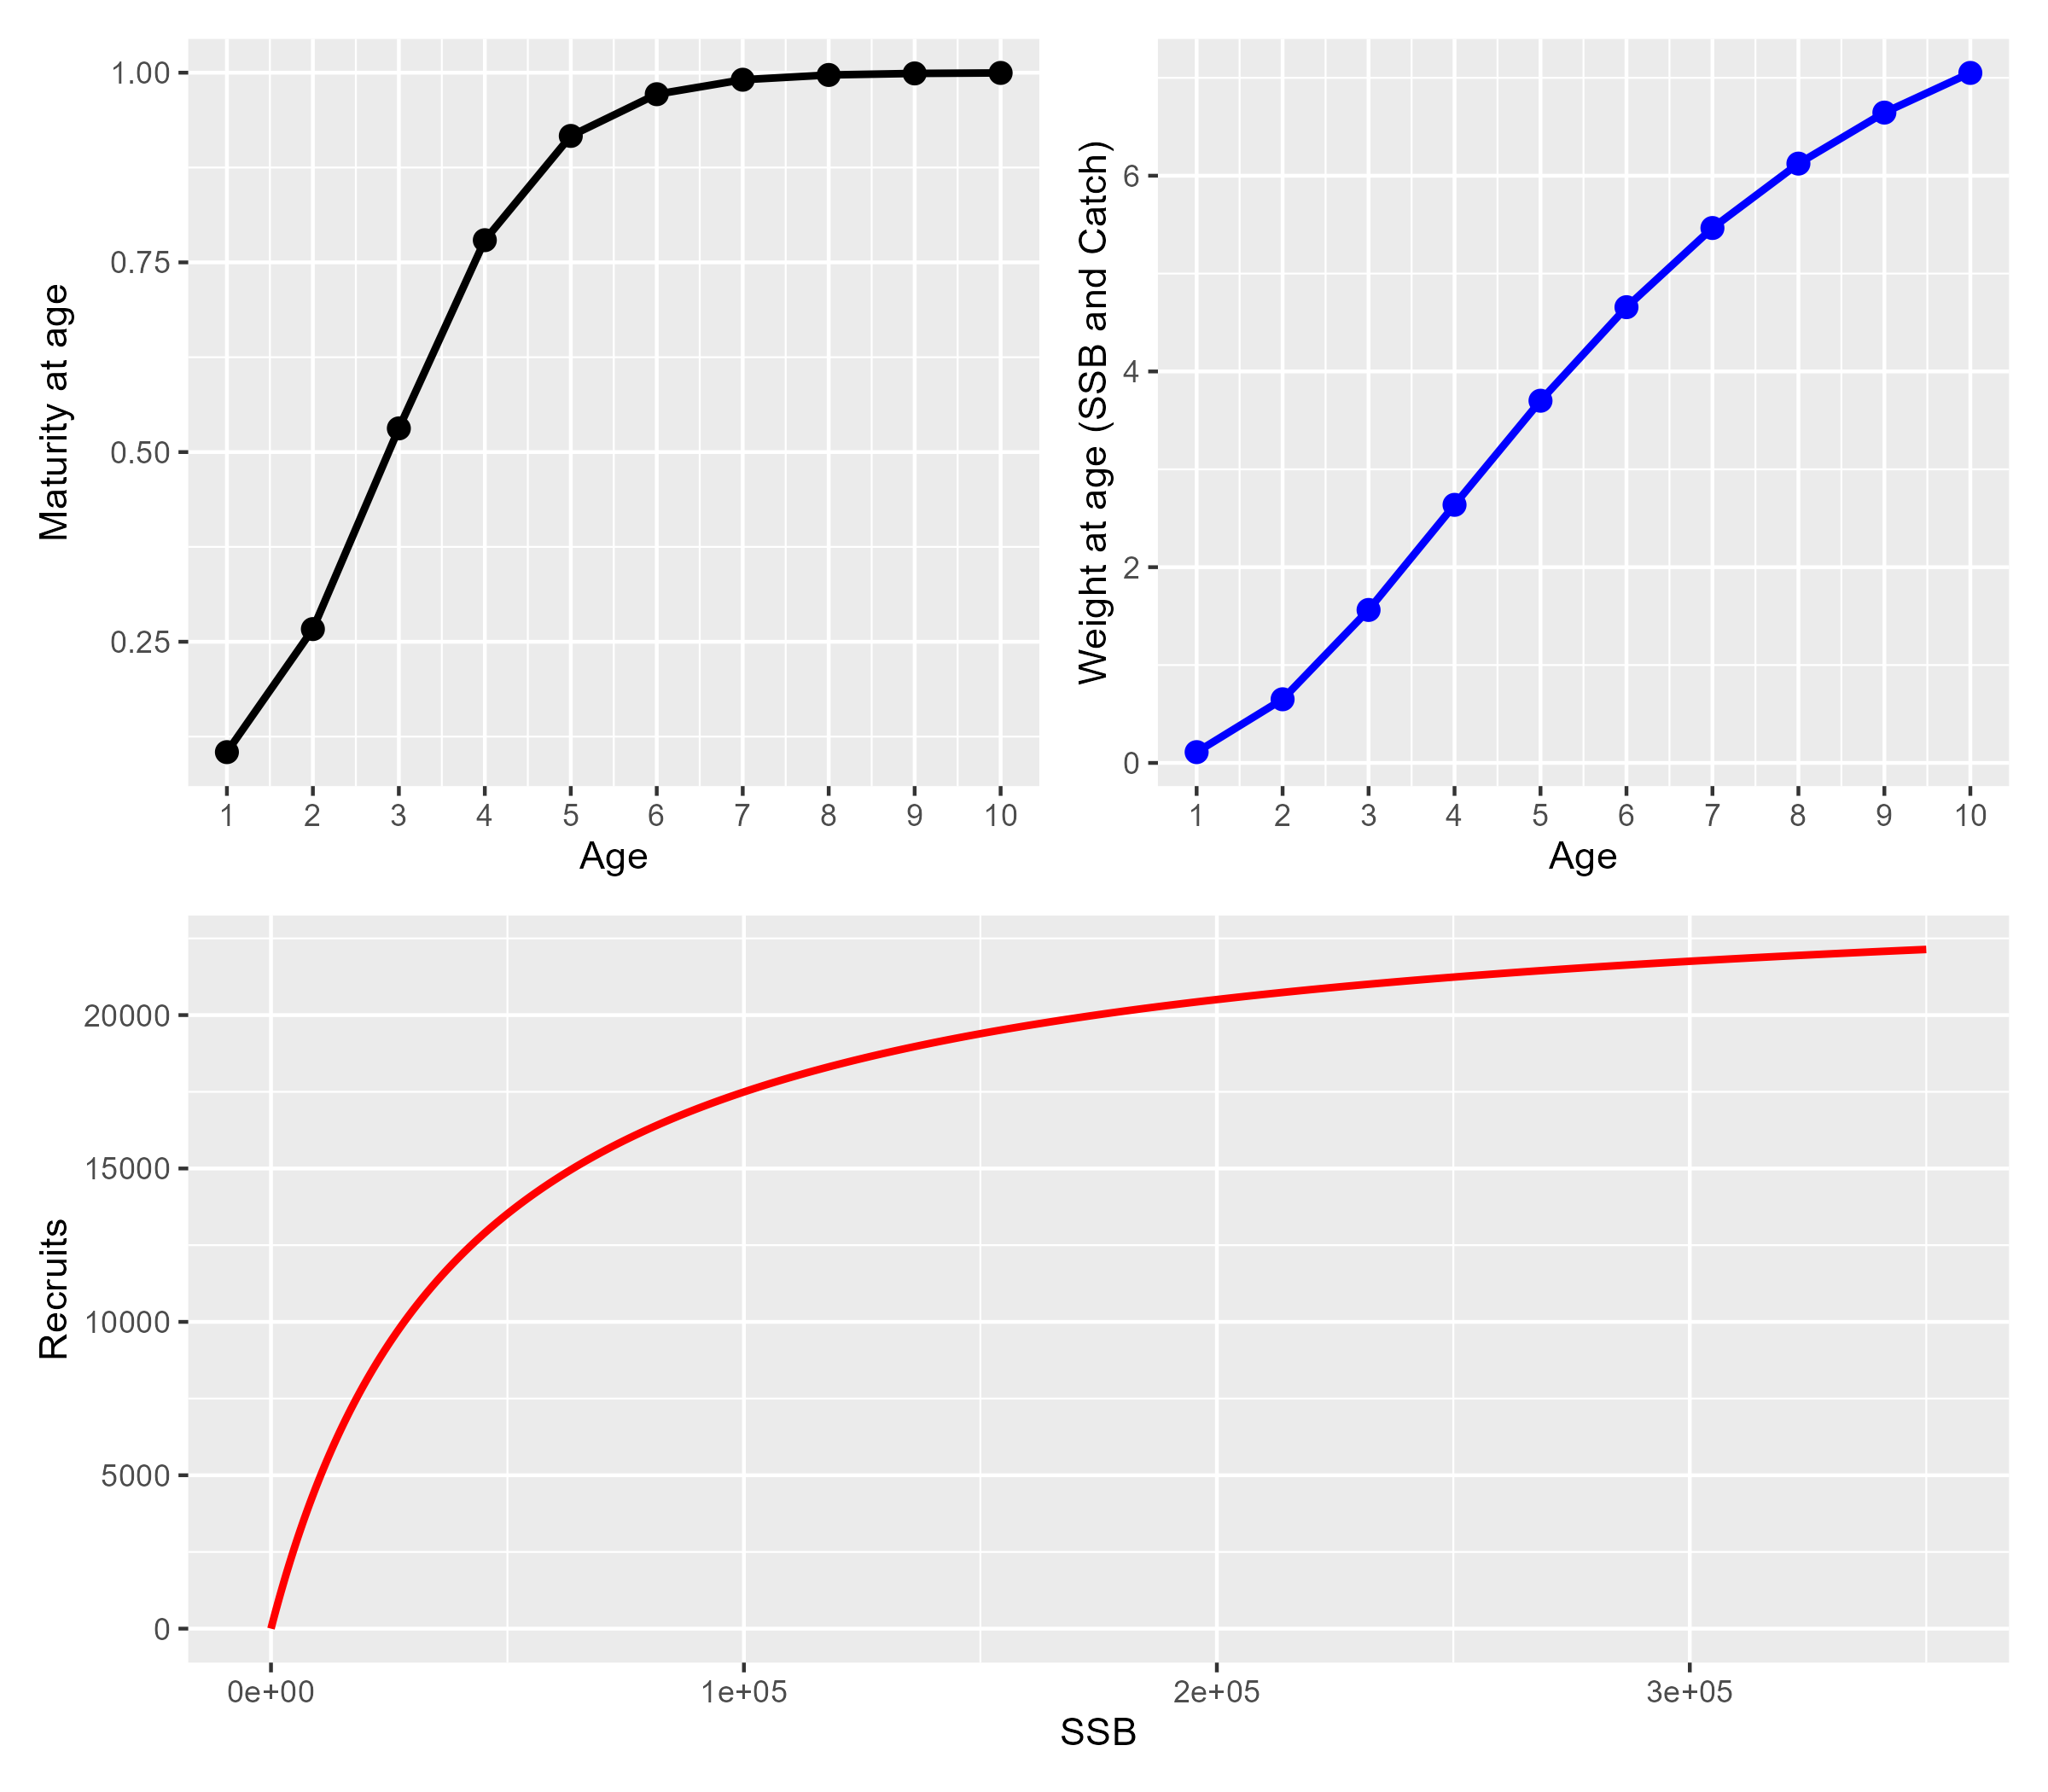 Maturity at age
1.00
0.75
0.50
0.25
1 2 3 4 5 6 7 8 9 10
Age
Weight at age (SSB and Catch)
6
4
2
0
1 2 3 4 5 6 7 8 9 10
Age
Recruits
20000
15000
10000
5000
0
0e+00 1e+05 2e+05 3e+05
SSB